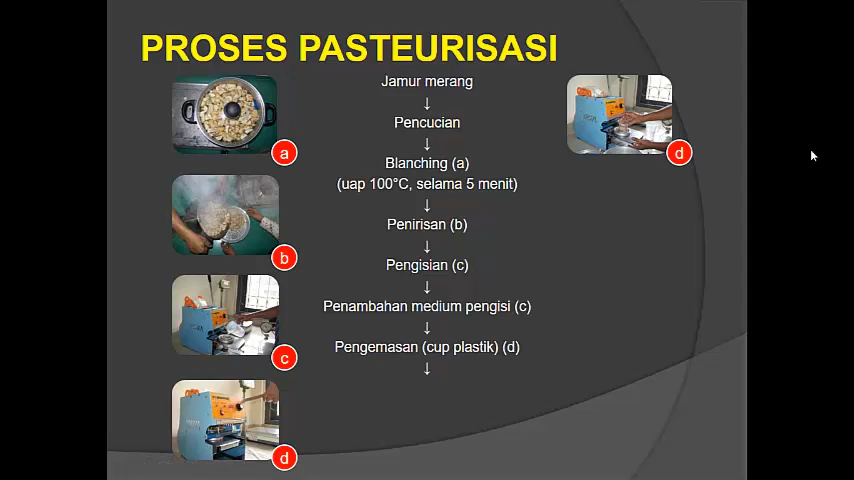 PROSES PASTEURISASI
Jamur merang
↓
Pencucian
↓
Blanching (a)
(uap 100°C, selama 5 menit)
↓
Penirisan (b)
↓
Pengisian (c)
↓
Penambahan medium pengisi (c)
↓
Pengemasan (cup plastik) (d)
↓
a
b
c
d
d